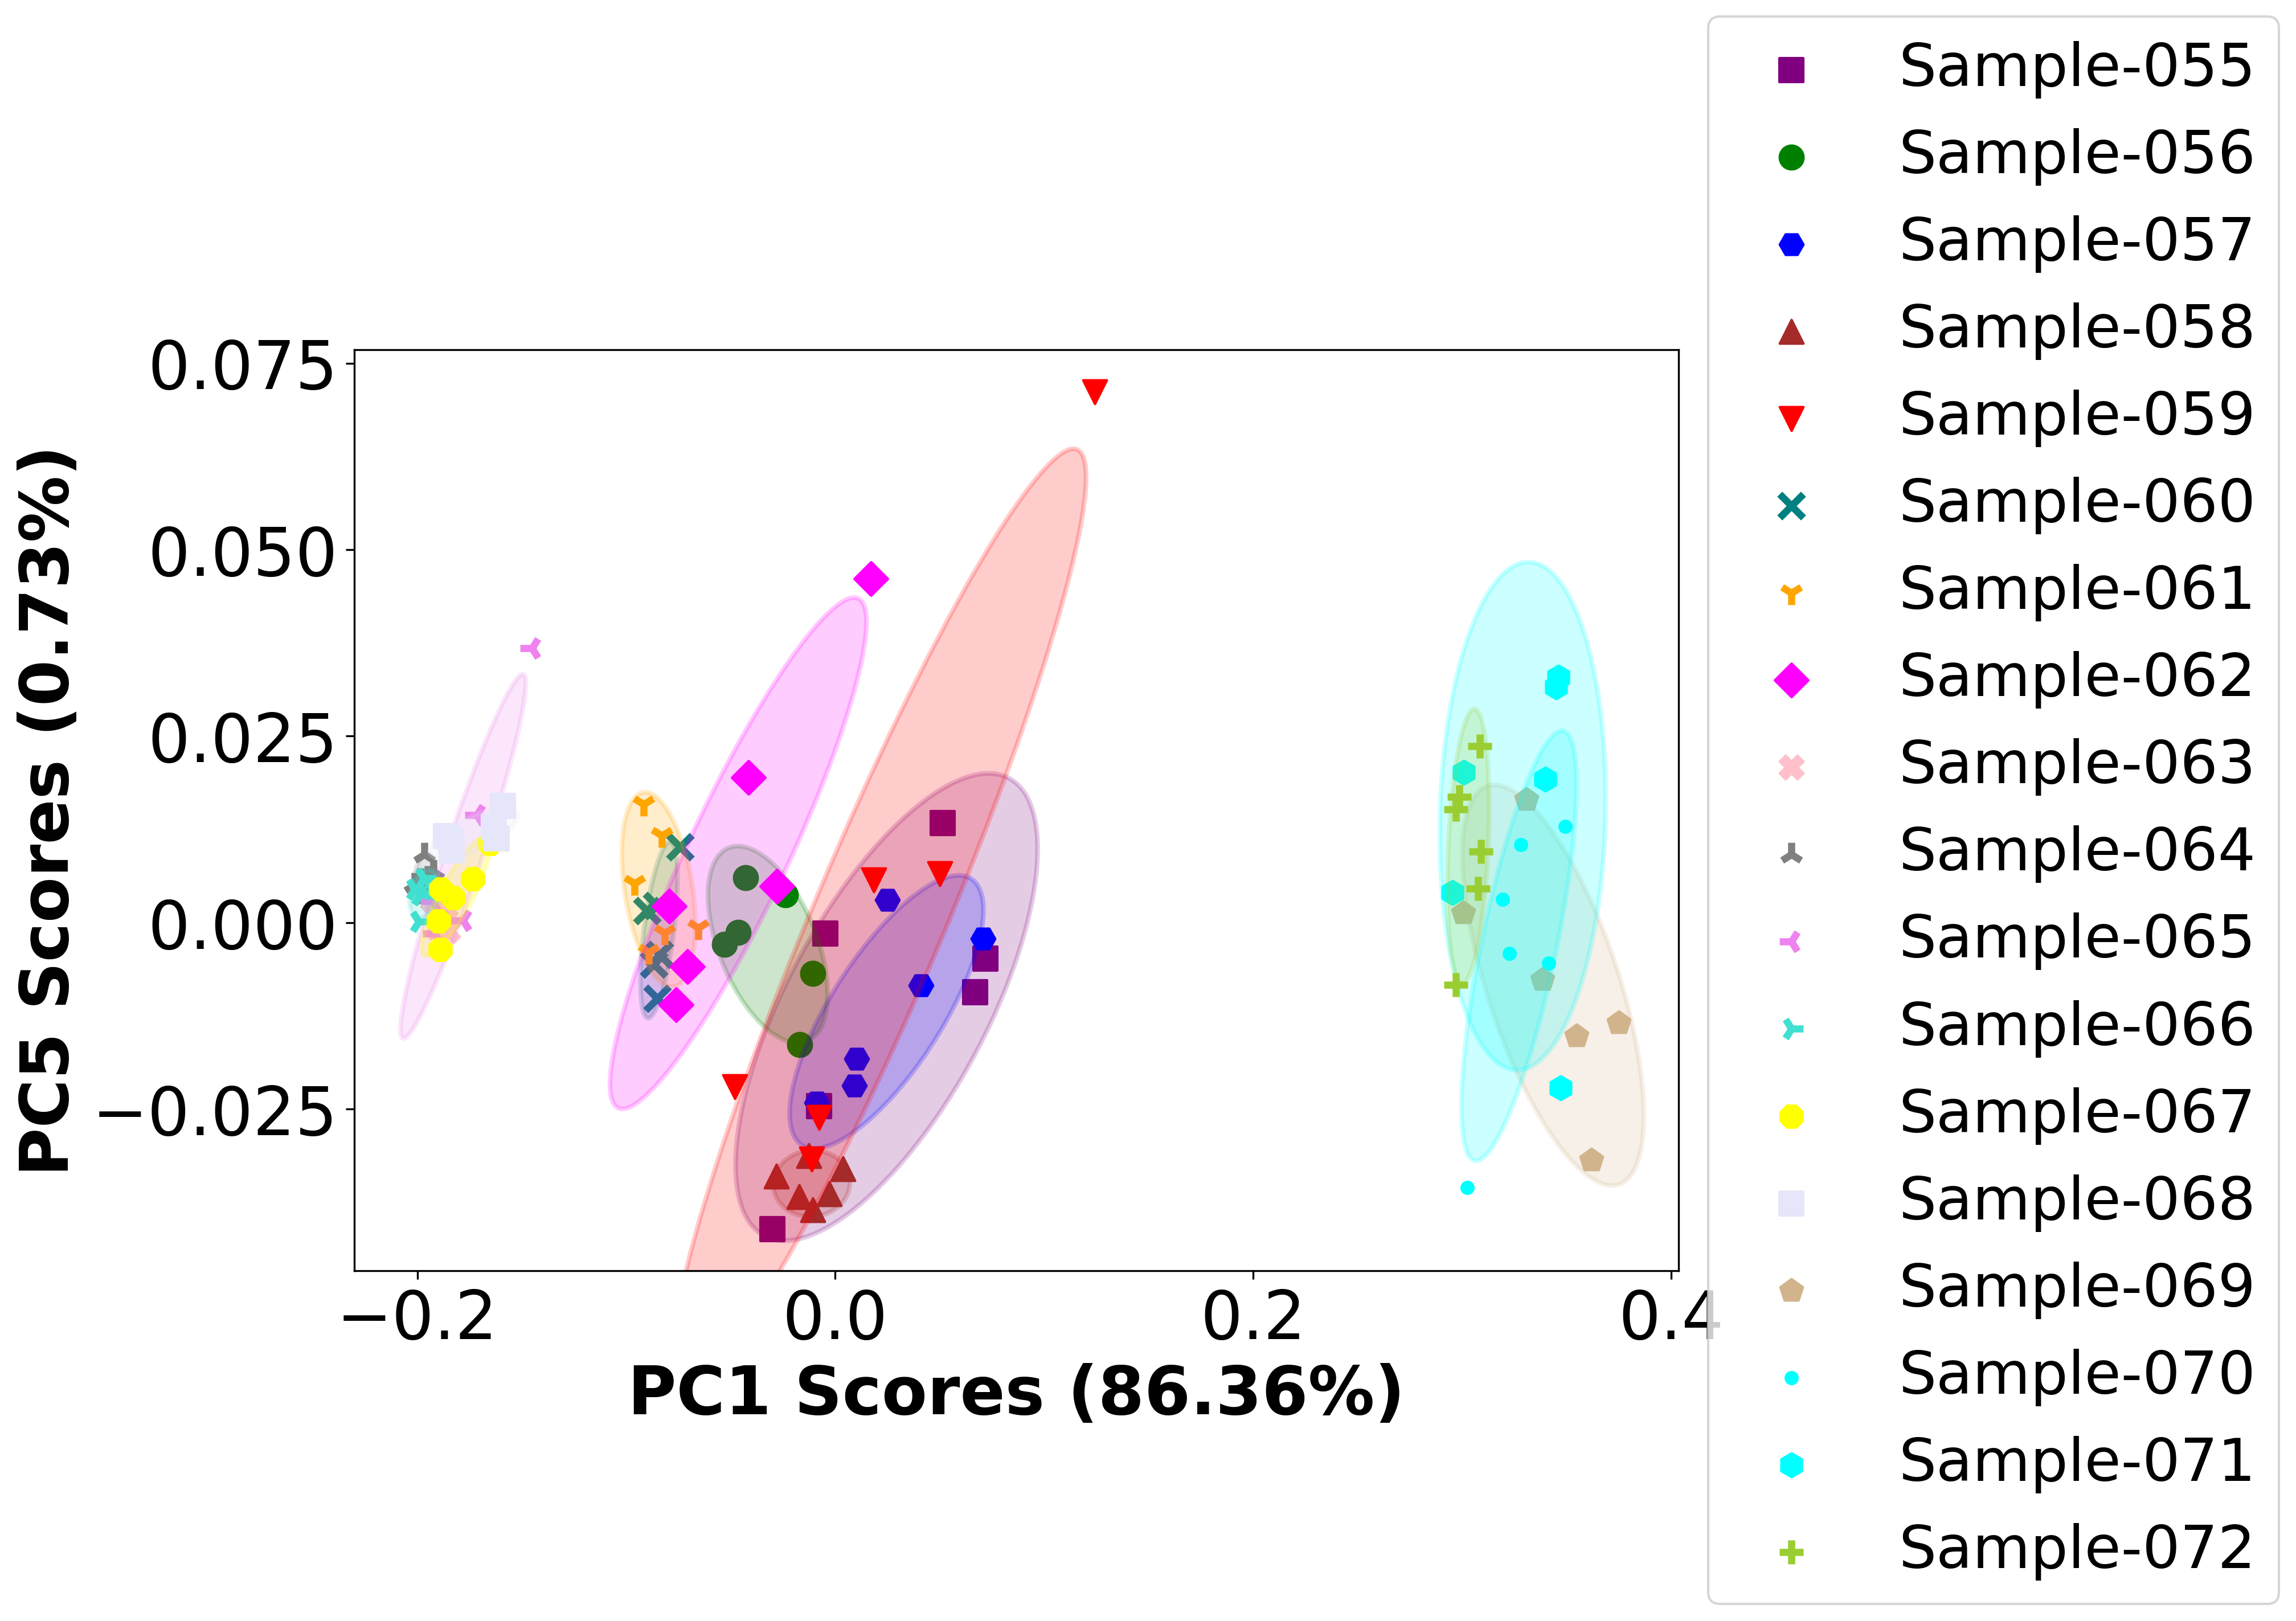 Sample-055
Sample-056
Sample-057
Sample-058
Sample-059
Sample-060
Sample-061
Sample-062
Sample-063
Sample-064
Sample-065
Sample-066
Sample-067
Sample-068
Sample-069
Sample-070
Sample-071
Sample-072
PC5 Scores (0.73%)
0.075
0.050
0.025
0.000
−0.025
−0.2 0.0 0.2 0.4
PC1 Scores (86.36%)